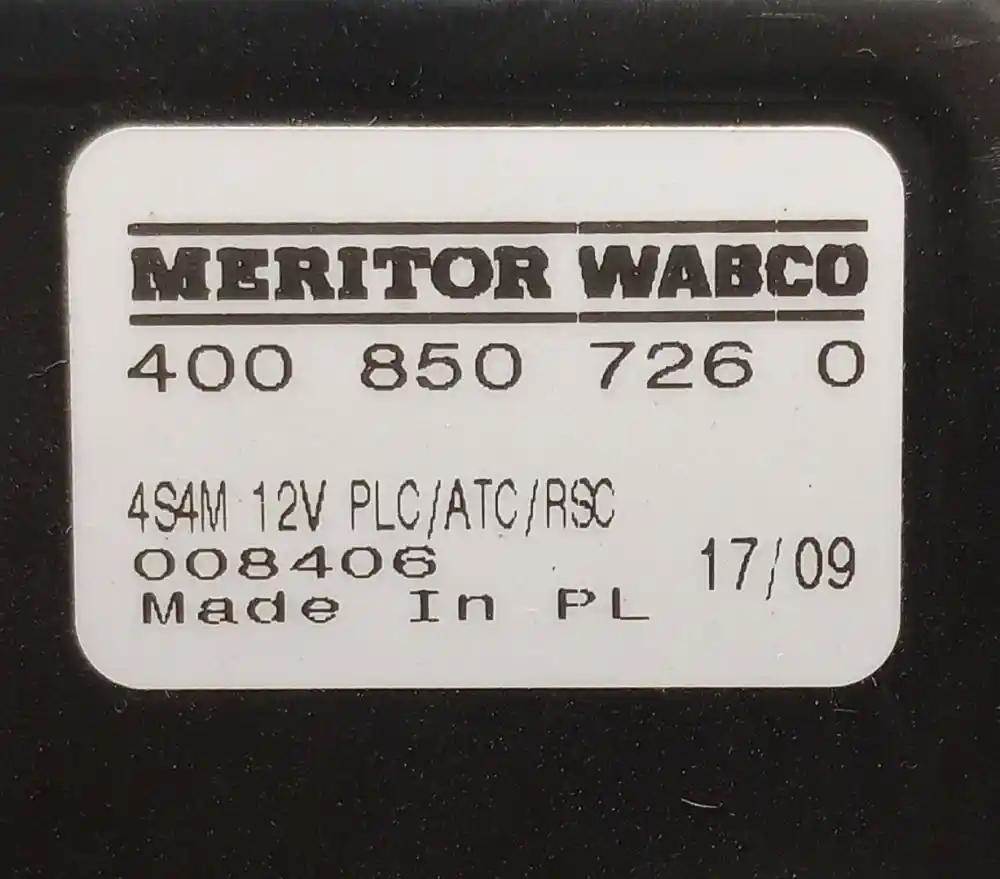 MERITOR WABCO
400 850 726 0
4S4M 12V PLC/ATC/RSC
008406
17/09
Made In PL